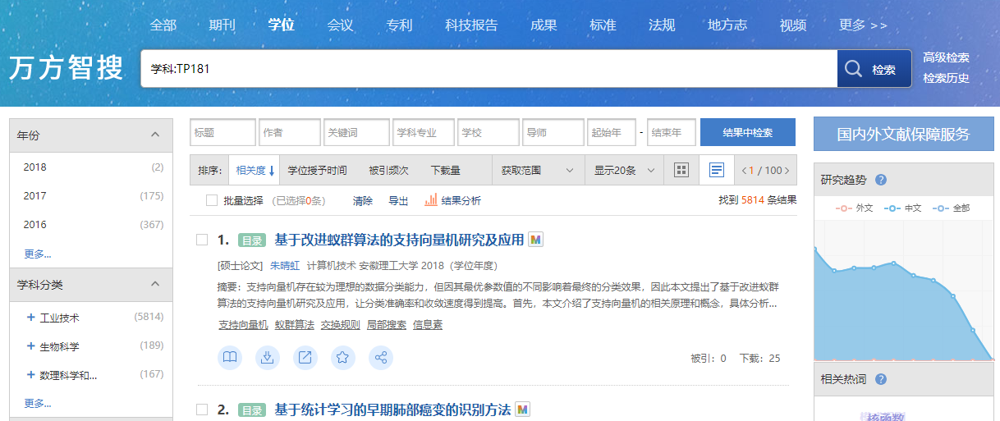 全部 期刊 学位 会议 专利 科技报告 成果 标准 法规 地方志 视频 更多 >>
万方智搜
学科:TP181
检索
高级检索
检索历史
年份
2018 (2)
2017 (175)
2016 (367)
更多...
学科分类
+ 工业技术 (5814)
+ 生物科学 (189)
+ 数理科学和... (167)
更多...
标题 作者 关键词 学科专业 学校 导师 起始年 - 结束年 结果中检索
排序: 相关度 学位授予时间 被引频次 下载量 获取范围 显示20条 < 1 / 100 >
批量选择 (已选择0条) 清除 导出 结果分析 找到 5814 条结果
1. 目录 基于改进蚁群算法的支持向量机研究及应用 M
[硕士论文] 朱晴虹 计算机技术 安徽理工大学 2018（学位年度）
摘要：支持向量机存在较为理想的数据分类能力，但因其最优参数值的不同影响着最终的分类效果，因此本文提出了基于改进蚁群
算法的支持向量机研究及应用，让分类准确率和收敛速度得到提高。首先，本文介绍了支持向量机的相关原理和概念，具体分析...
支持向量机 蚁群算法 交换规则 局部搜索 信息素
被引：0 下载：25
2. 目录 基于统计学习的早期肺部癌变的识别方法 M
国内外文献保障服务
研究趋势 ?
外文 中文 全部
相关热词 ?
核函数